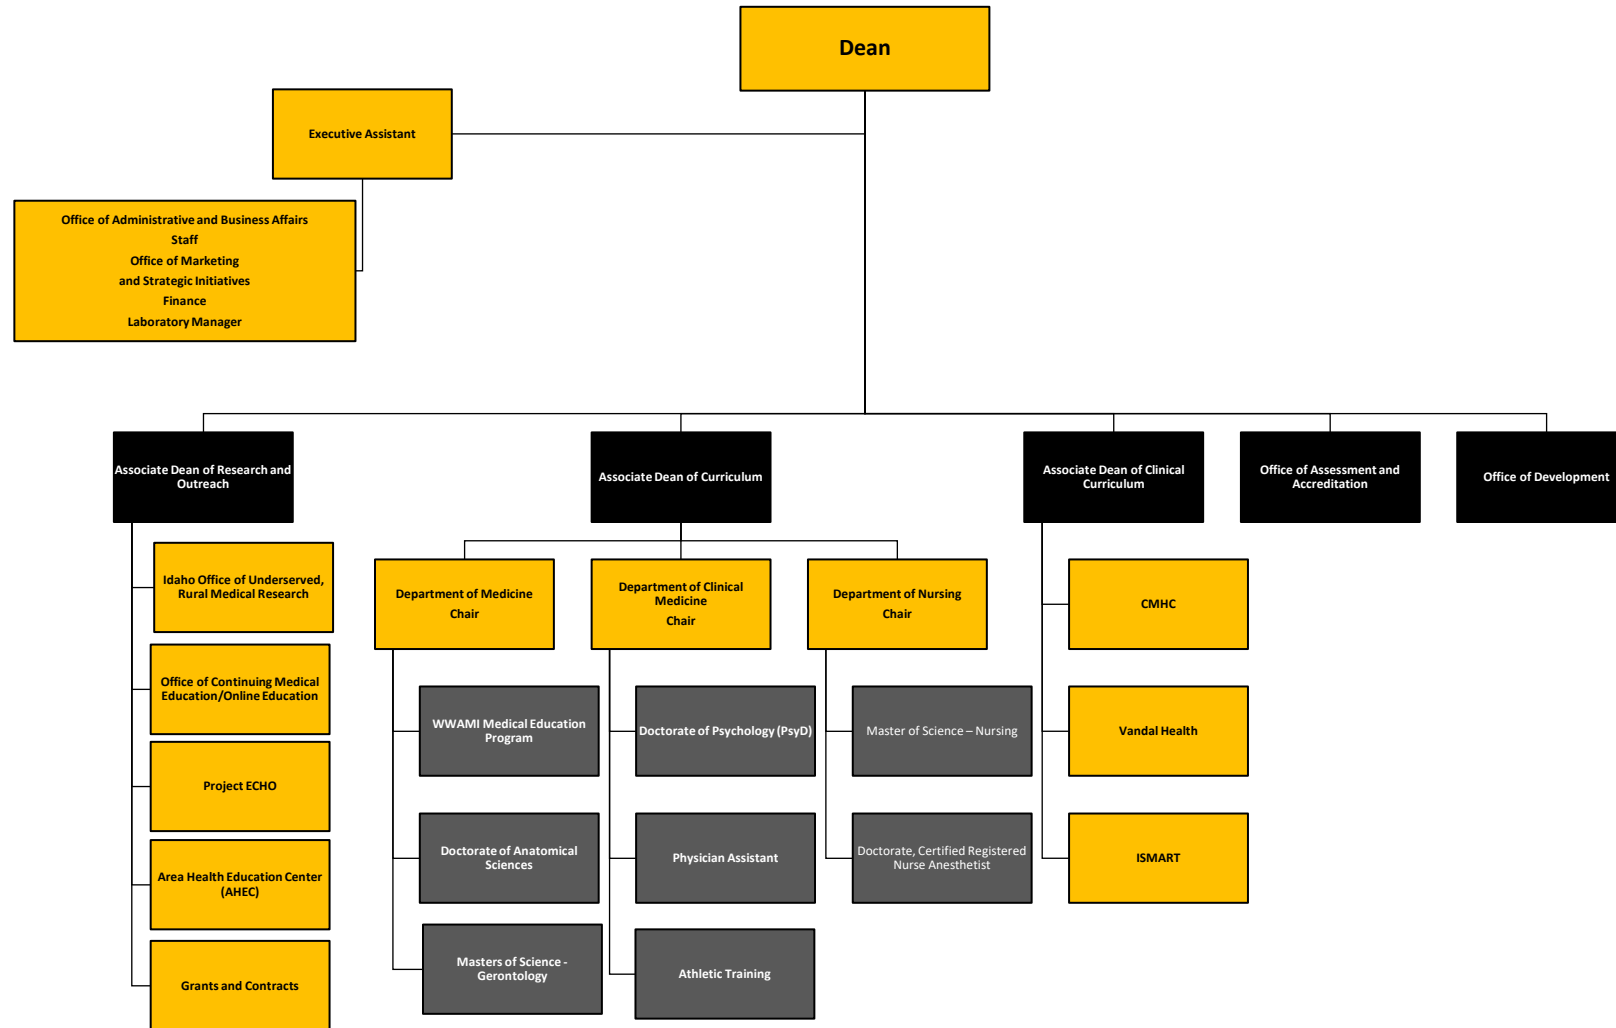 Dean
Executive Assistant
Office of Administrative and Business Affairs
Staff
Office of Marketing
and Strategic Initiatives
Finance
Laboratory Manager
Associate Dean of Research and
Outreach
Associate Dean of Curriculum
Associate Dean of Clinical
Curriculum
Office of Assessment and
Accreditation
Office of Development
Idaho Office of Underserved,
Rural Medical Research
Office of Continuing Medical
Education/Online Education
Project ECHO
Area Health Education Center
(AHEC)
Grants and Contracts
Department of Medicine
Chair
WWAMI Medical Education
Program
Doctorate of Anatomical
Sciences
Masters of Science -
Gerontology
Department of Clinical
Medicine
Chair
Doctorate of Psychology (PsyD)
Physician Assistant
Athletic Training
Department of Nursing
Chair
Master of Science – Nursing
Doctorate, Certified Registered
Nurse Anesthetist
CMHC
Vandal Health
ISMART